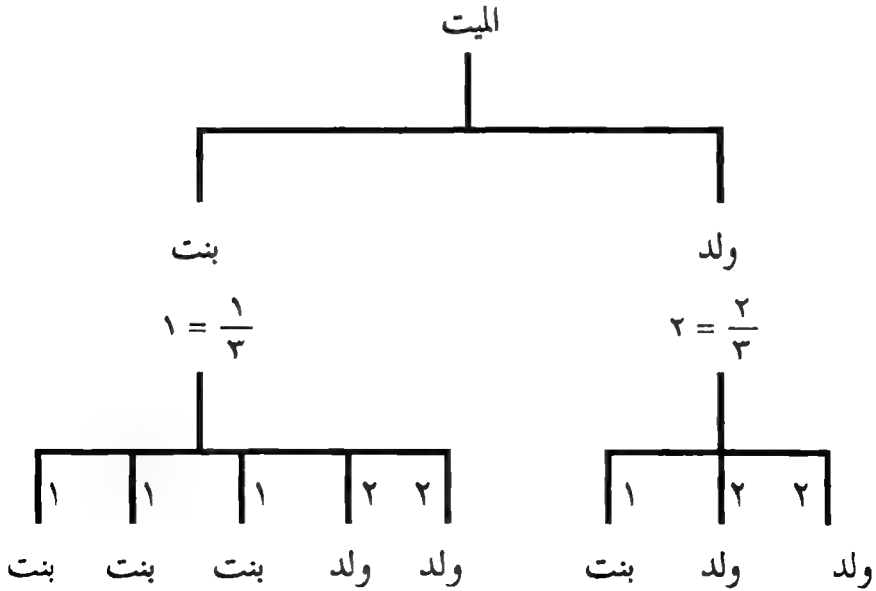 الميت
ولد بنت
٢ = ٢/٣ ١ = ١/٣
٢ ٢ ١ ٢ ٢ ١ ١ ١
ولد ولد بنت ولد ولد بنت بنت بنت